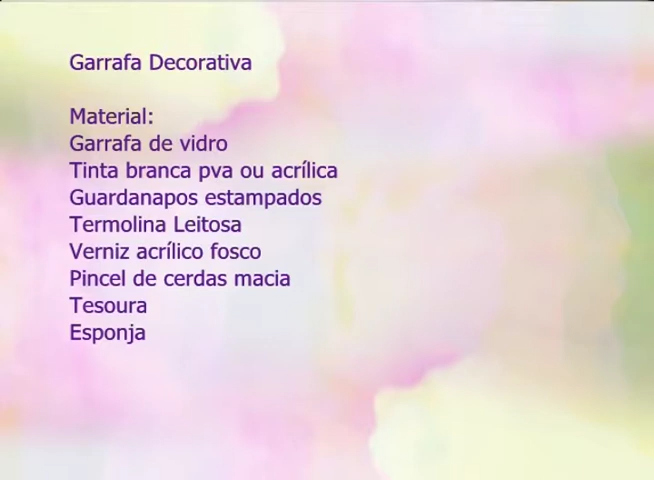 Garrafa Decorativa
Material:
Garrafa de vidro
Tinta branca pva ou acrílica
Guardanapos estampados
Termolina Leitosa
Verniz acrílico fosco
Pincel de cerdas macia
Tesoura
Esponja